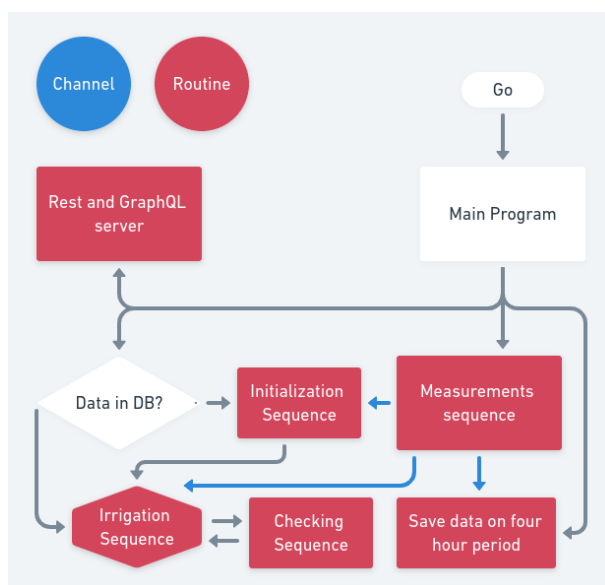 Channel
Routine
Go
Rest and GraphQL
server
Main Program
Data in DB?
Initialization
Sequence
Measurements
sequence
Irrigation
Sequence
Checking
Sequence
Save data on four
hour period